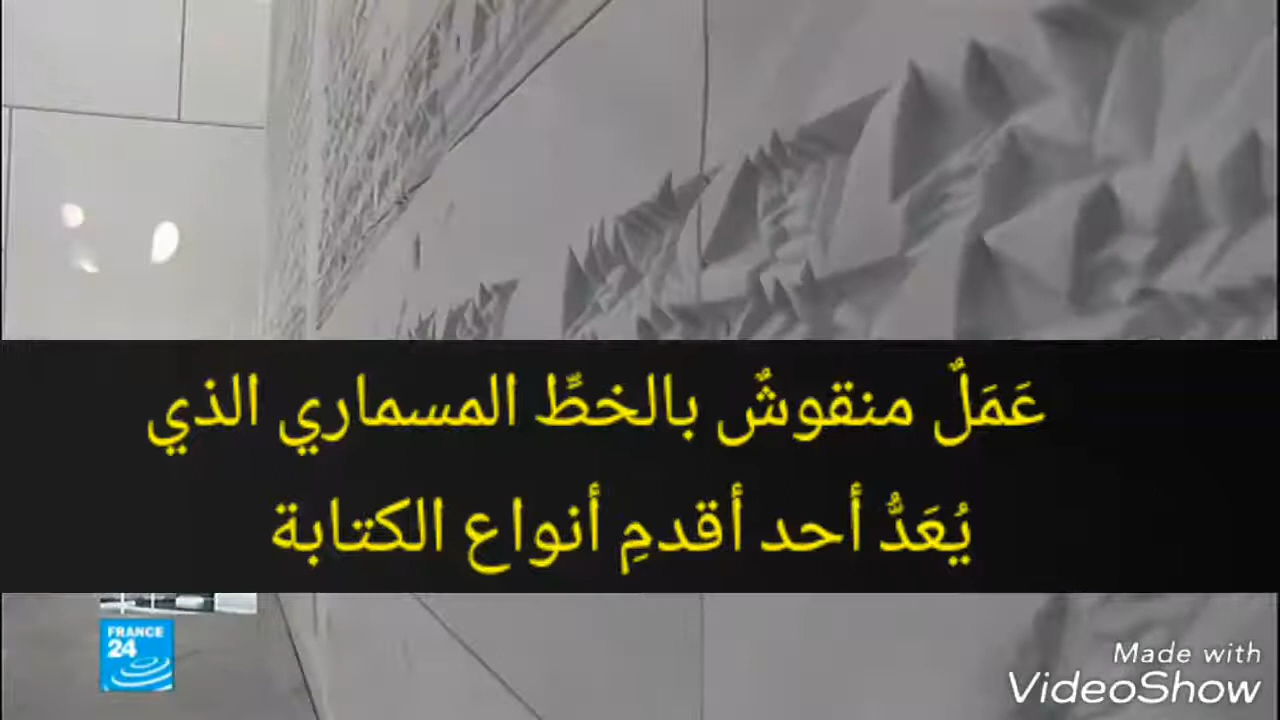 عَمَلٌ منقوشٌ بالخطِّ المسماري الذي
يُعَدُّ أحد أقدمِ أنواع الكتابة
FRANCE
24
Made with
VideoShow